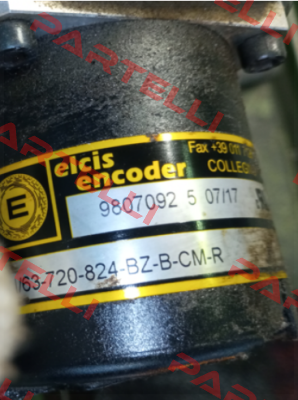 elcis
encoder
Fax +39 011
COLLEG
9807092 5 07/17
63-720-824-BZ-B-CM-R
E
PARTELLI